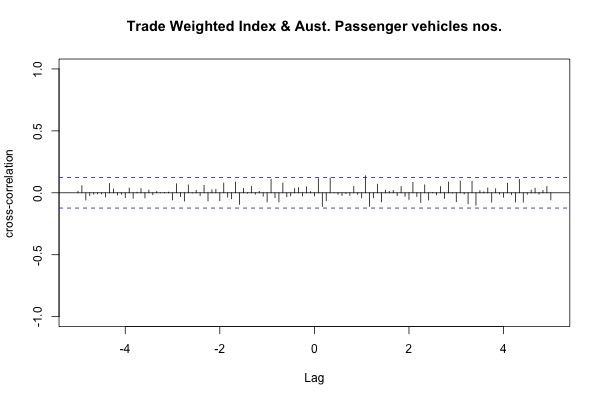 Trade Weighted Index & Aust. Passenger vehicles nos.
1.0
0.5
0.0
-0.5
-1.0
cross-correlation
-4 -2 0 2 4
Lag